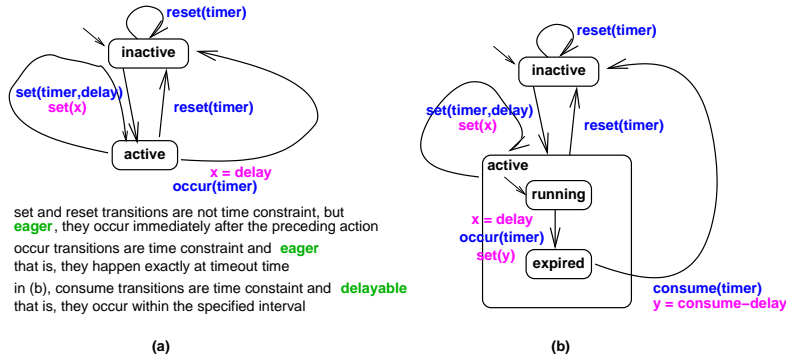 reset(timer)
inactive
set(timer,delay)
set(x)
reset(timer)
active
x = delay
occur(timer)
set and reset transitions are not time constraint, but
eager, they occur immediately after the preceding action
occur transitions are time constraint and eager
that is, they happen exactly at timeout time
in (b), consume transitions are time constaint and delayable
that is, they occur within the specified interval
(a)
reset(timer)
inactive
set(timer,delay)
set(x)
reset(timer)
active
running
x = delay
occur(timer)
set(y)
expired
consume(timer)
y = consume−delay
(b)